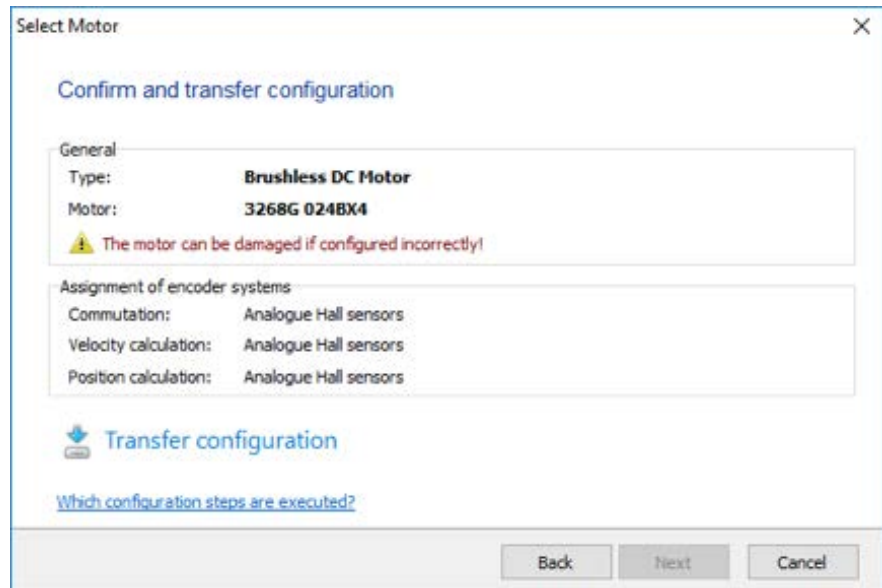 Select Motor
Confirm and transfer configuration
General
Type: Brushless DC Motor
Motor: 3268G 024BX4
The motor can be damaged if configured incorrectly!
Assignment of encoder systems
Commutation: Analogue Hall sensors
Velocity calculation: Analogue Hall sensors
Position calculation: Analogue Hall sensors
Transfer configuration
Which configuration steps are executed?
Back Next Cancel